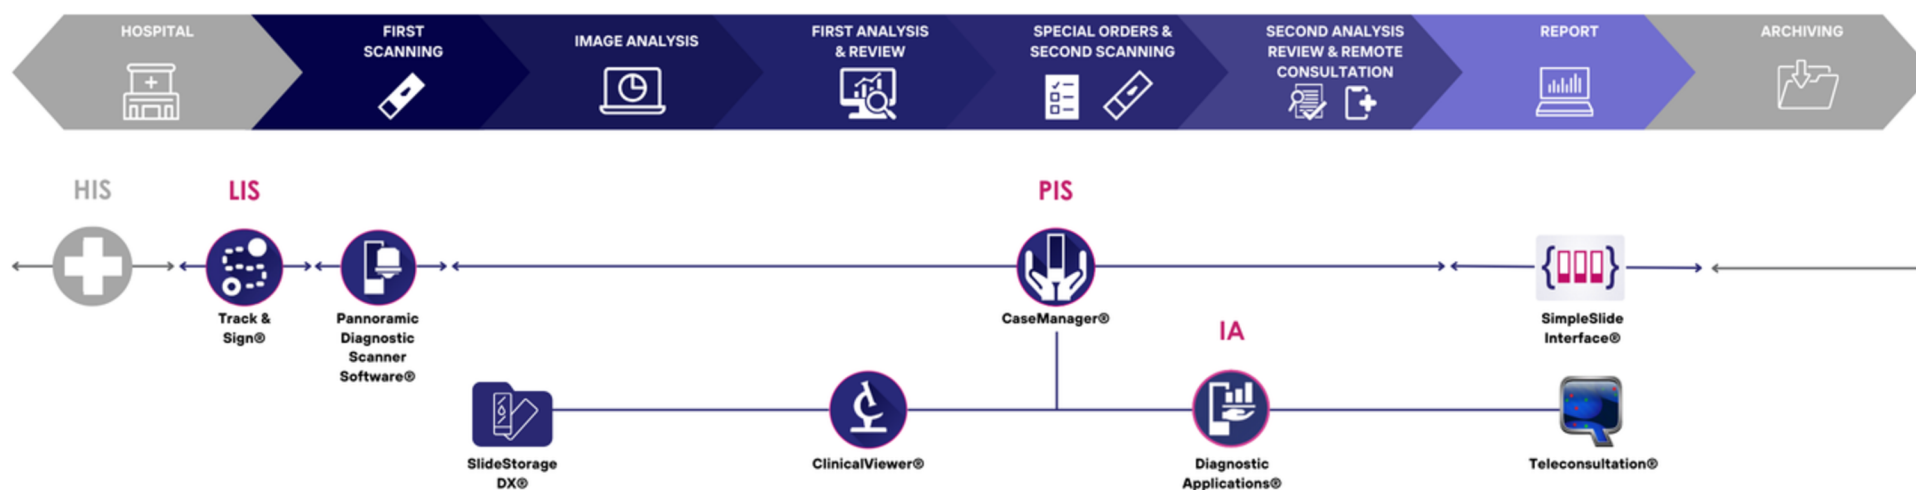 HOSPITAL
FIRST
SCANNING
IMAGE ANALYSIS
FIRST ANALYSIS
& REVIEW
SPECIAL ORDERS &
SECOND SCANNING
SECOND ANALYSIS
REVIEW & REMOTE
CONSULTATION
REPORT
ARCHIVING
HIS
LIS
PIS
Track &
Sign®
Pannoramic
Diagnostic
Scanner
Software®
CaseManager®
SimpleSlide
Interface®
IA
SlideStorage
DX®
ClinicalViewer®
Diagnostic
Applications®
Teleconsultation®